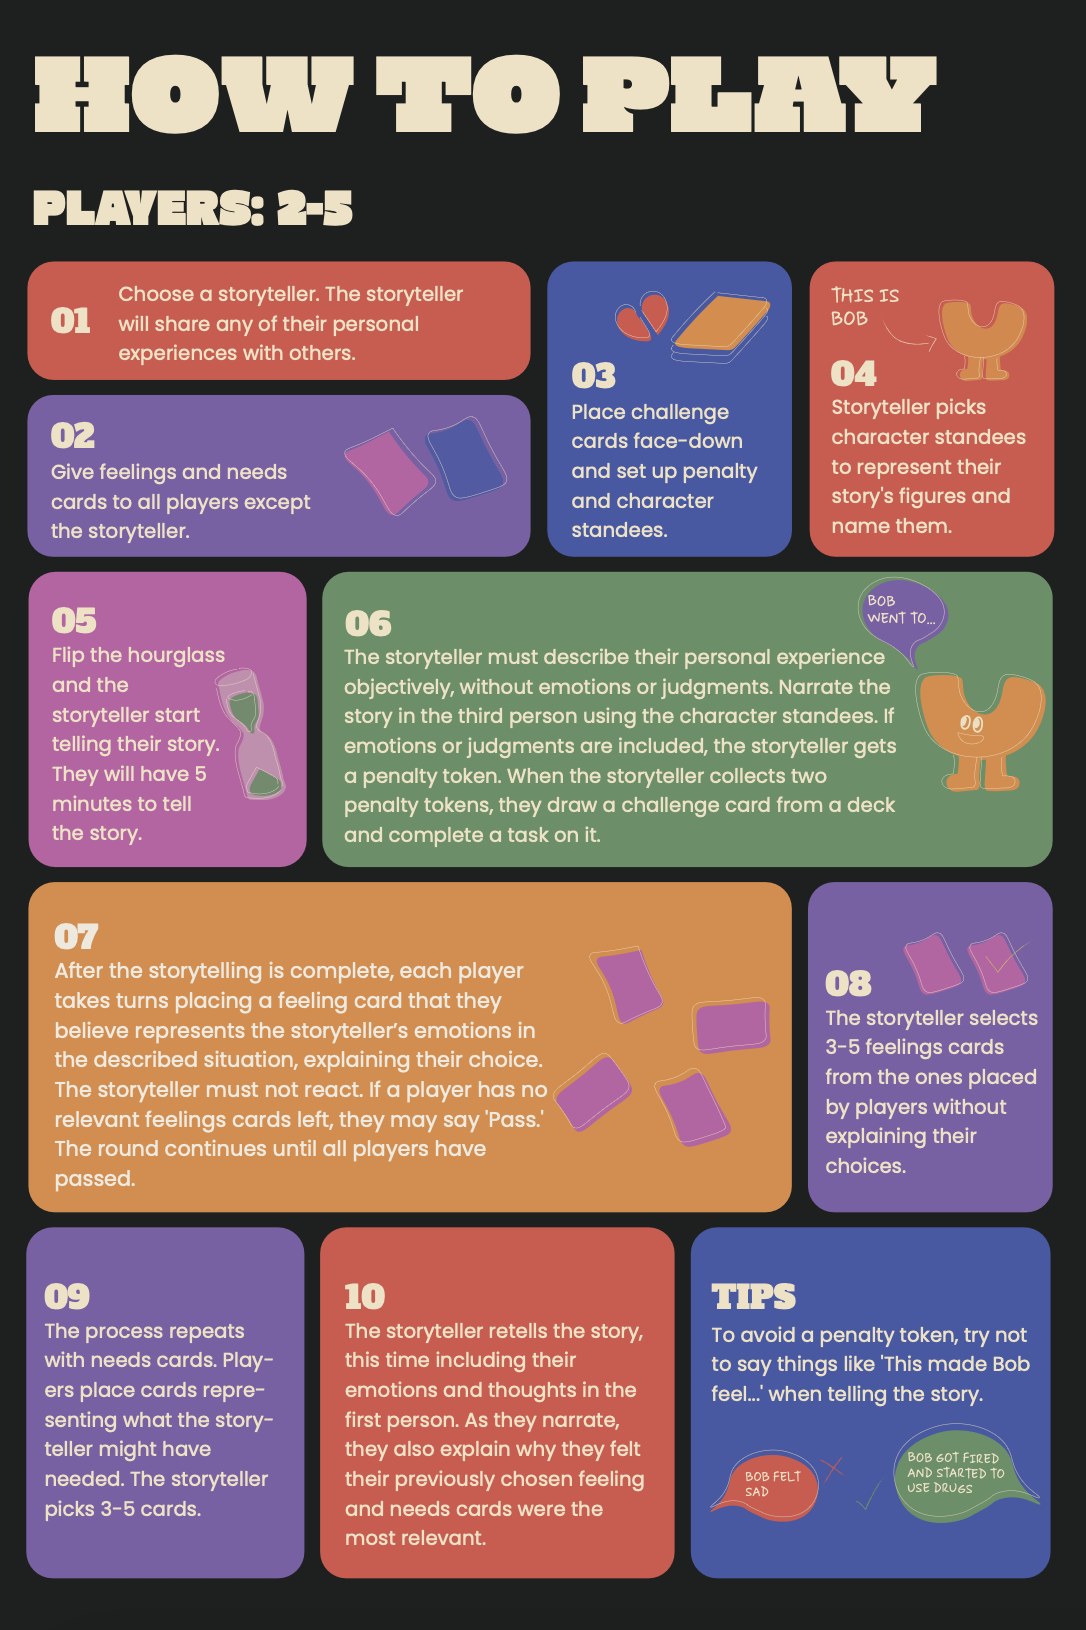 HOW TO PLAY
PLAYERS: 2-5
01
Choose a storyteller. The storyteller
will share any of their personal
experiences with others.
02
Give feelings and needs
cards to all players except
the storyteller.
03
Place challenge
cards face-down
and set up penalty
and character
standees.
THIS IS
BOB
04
Storyteller picks
character standees
to represent their
story's figures and
name them.
05
Flip the hourglass
and the
storyteller start
telling their story.
They will have 5
minutes to tell
the story.
BOB
WENT TO...
06
The storyteller must describe their personal experience
objectively, without emotions or judgments. Narrate the
story in the third person using the character standees. If
emotions or judgments are included, the storyteller gets
a penalty token. When the storyteller collects two
penalty tokens, they draw a challenge card from a deck
and complete a task on it.
07
After the storytelling is complete, each player
takes turns placing a feeling card that they
believe represents the storyteller’s emotions in
the described situation, explaining their choice.
The storyteller must not react. If a player has no
relevant feelings cards left, they may say 'Pass.'
The round continues until all players have
passed.
08
The storyteller selects
3-5 feelings cards
from the ones placed
by players without
explaining their
choices.
09
The process repeats
with needs cards. Play-
ers place cards repre-
senting what the story-
teller might have
needed. The storyteller
picks 3-5 cards.
10
The storyteller retells the story,
this time including their
emotions and thoughts in the
first person. As they narrate,
they also explain why they felt
their previously chosen feeling
and needs cards were the
most relevant.
TIPS
To avoid a penalty token, try not
to say things like 'This made Bob
feel...' when telling the story.
BOB FELT
SAD
BOB GOT FIRED
AND STARTED TO
USE DRUGS